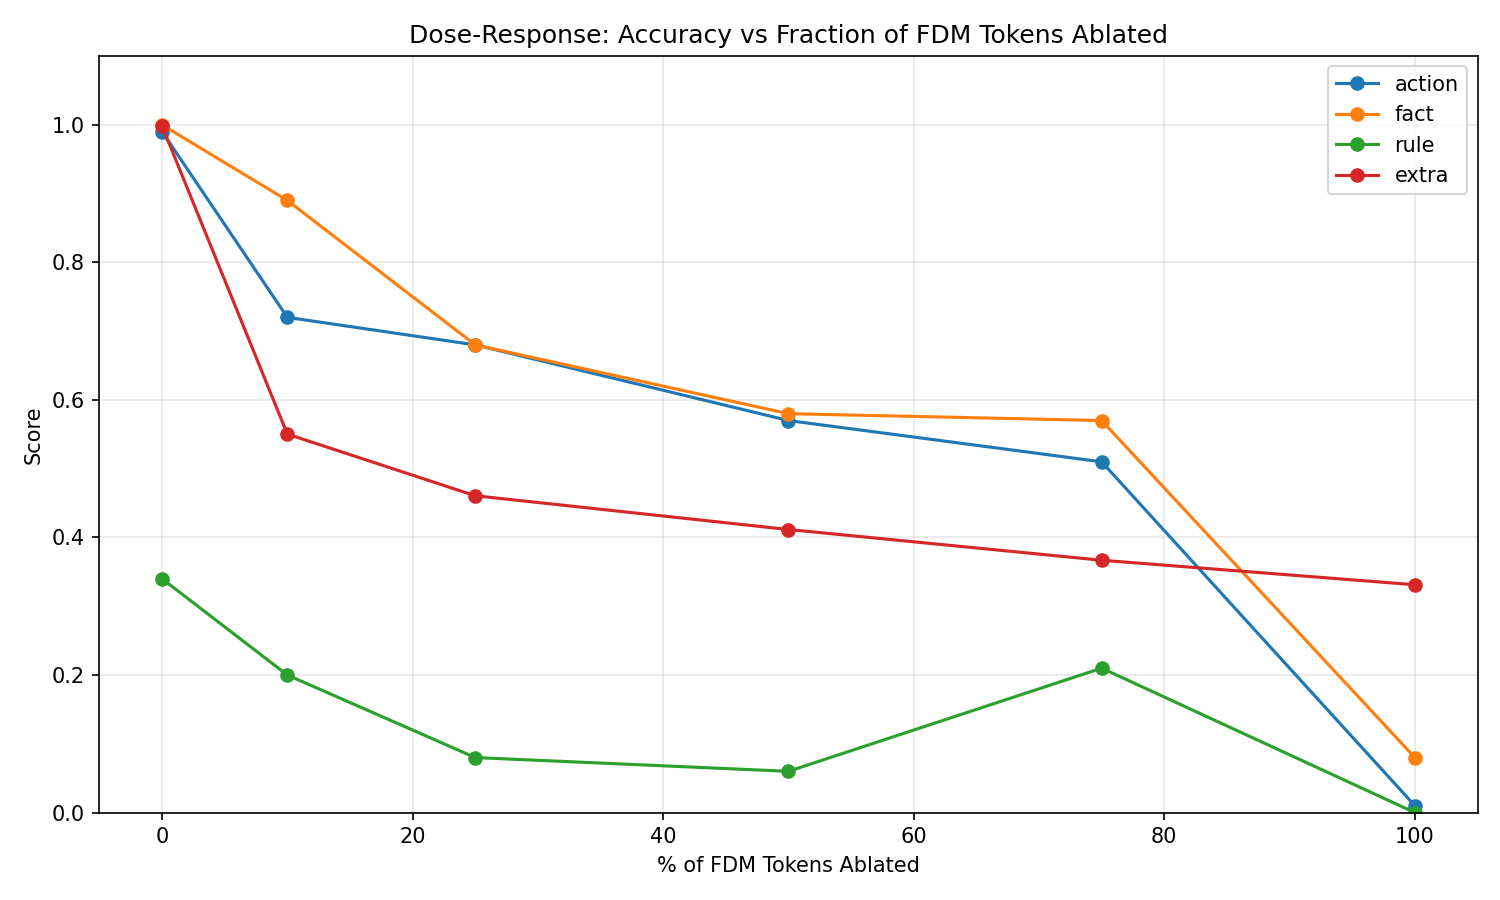 Dose-Response: Accuracy vs Fraction of FDM Tokens Ablated
action
fact
rule
extra
Score
1.0
0.8
0.6
0.4
0.2
0.0
0 20 40 60 80 100
% of FDM Tokens Ablated